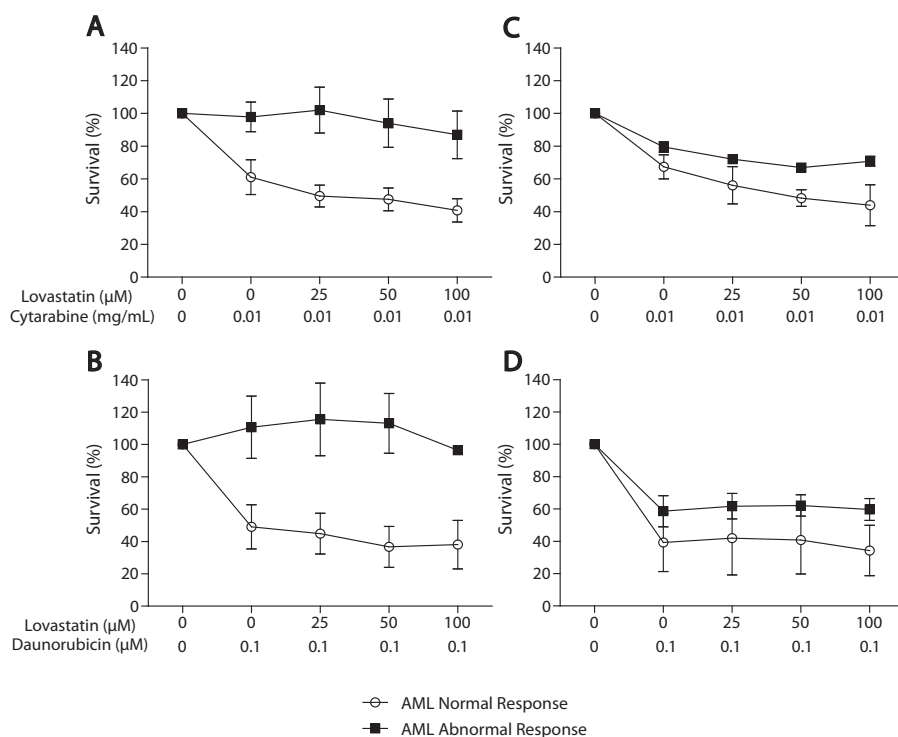 A
140
120
100
80
60
40
20
0
Survival (%)
Lovastatin (µM) 0 0 25 50 100
Cytarabine (mg/mL) 0 0.01 0.01 0.01 0.01
C
140
120
100
80
60
40
20
0
Survival (%)
0 0 25 50 100
0 0.01 0.01 0.01 0.01
B
140
120
100
80
60
40
20
0
Survival (%)
Lovastatin (µM) 0 0 25 50 100
Daunorubicin (µM) 0 0.1 0.1 0.1 0.1
D
140
120
100
80
60
40
20
0
Survival (%)
0 0 25 50 100
0 0.1 0.1 0.1 0.1
AML Normal Response
AML Abnormal Response